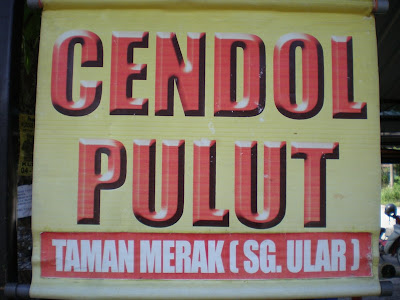 CENDOL
PULUT
TAMAN MERAK ( SG. ULAR )